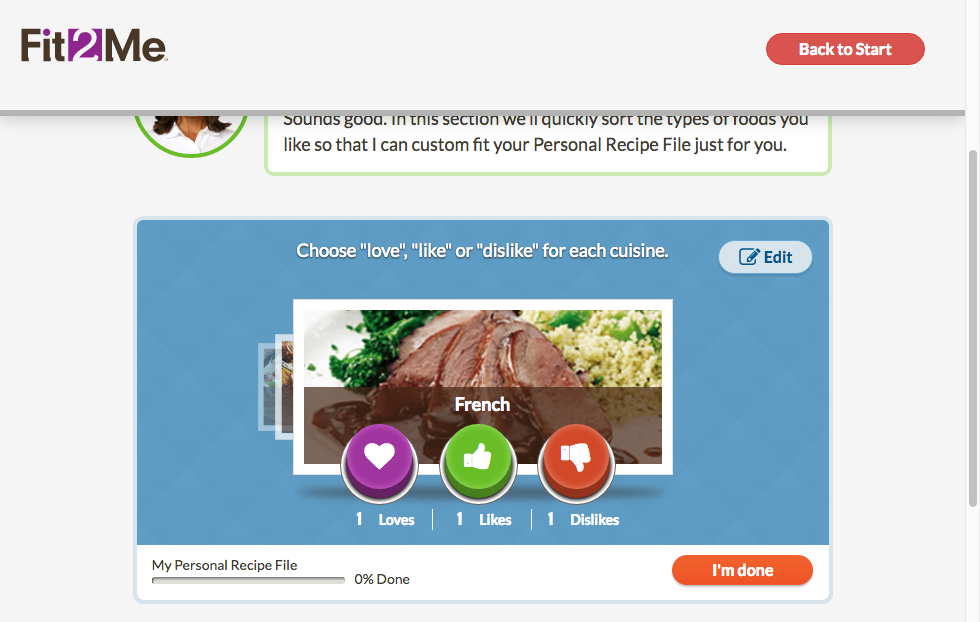 Fit2Me
Back to Start
Sounds good. In this section we'll quickly sort the types of foods you
like so that I can custom fit your Personal Recipe File just for you.
Choose "love", "like" or "dislike" for each cuisine.
Edit
French
1 Loves
1 Likes
1 Dislikes
My Personal Recipe File
0% Done
I'm done